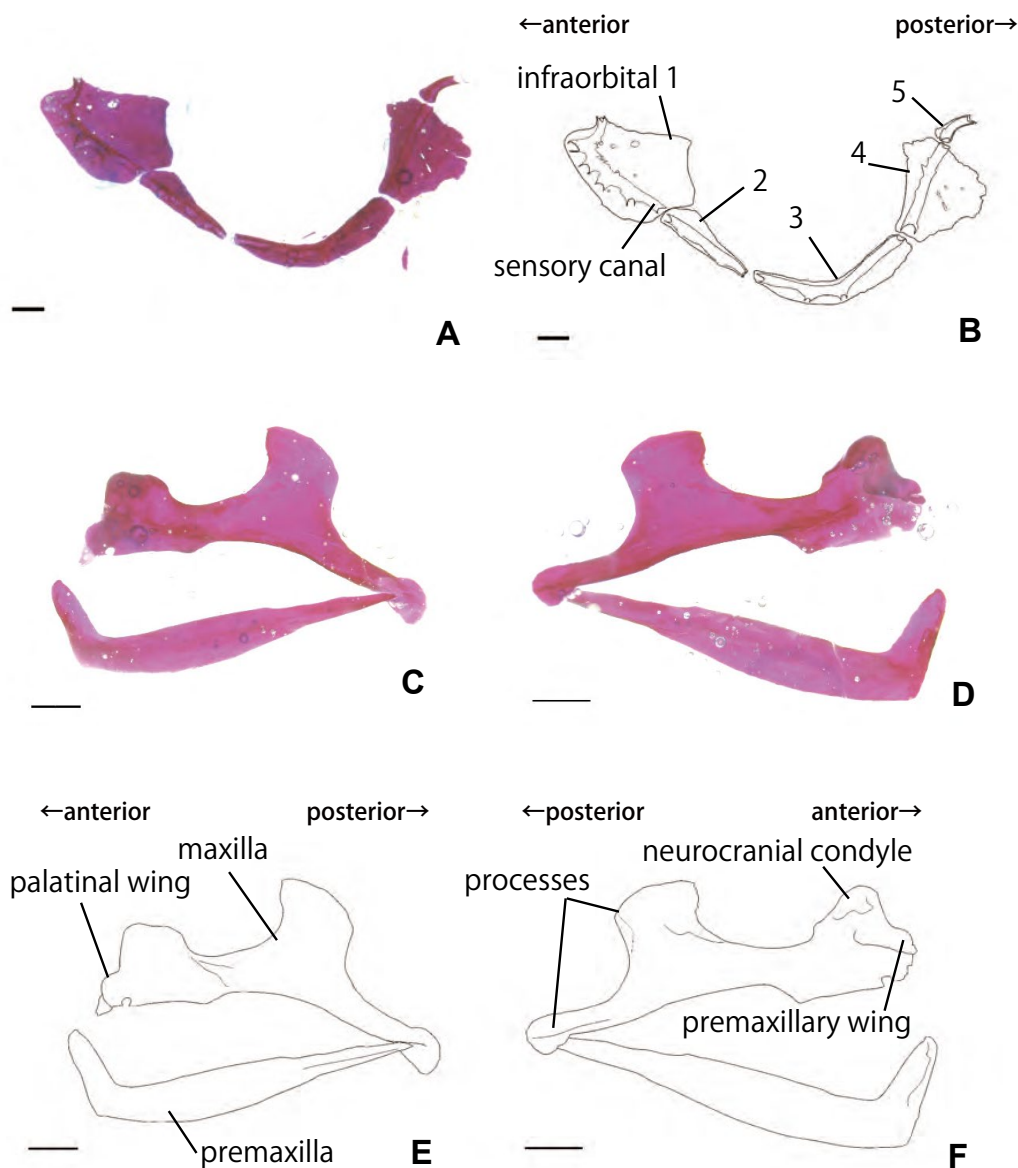 ←anterior posterior→
infraorbital 1
5
4
2
3
sensory canal
A
B
C
D
←anterior posterior→
←posterior anterior→
maxilla
neurocranial condyle
palatinal wing
processes
premaxillary wing
premaxilla
E
F